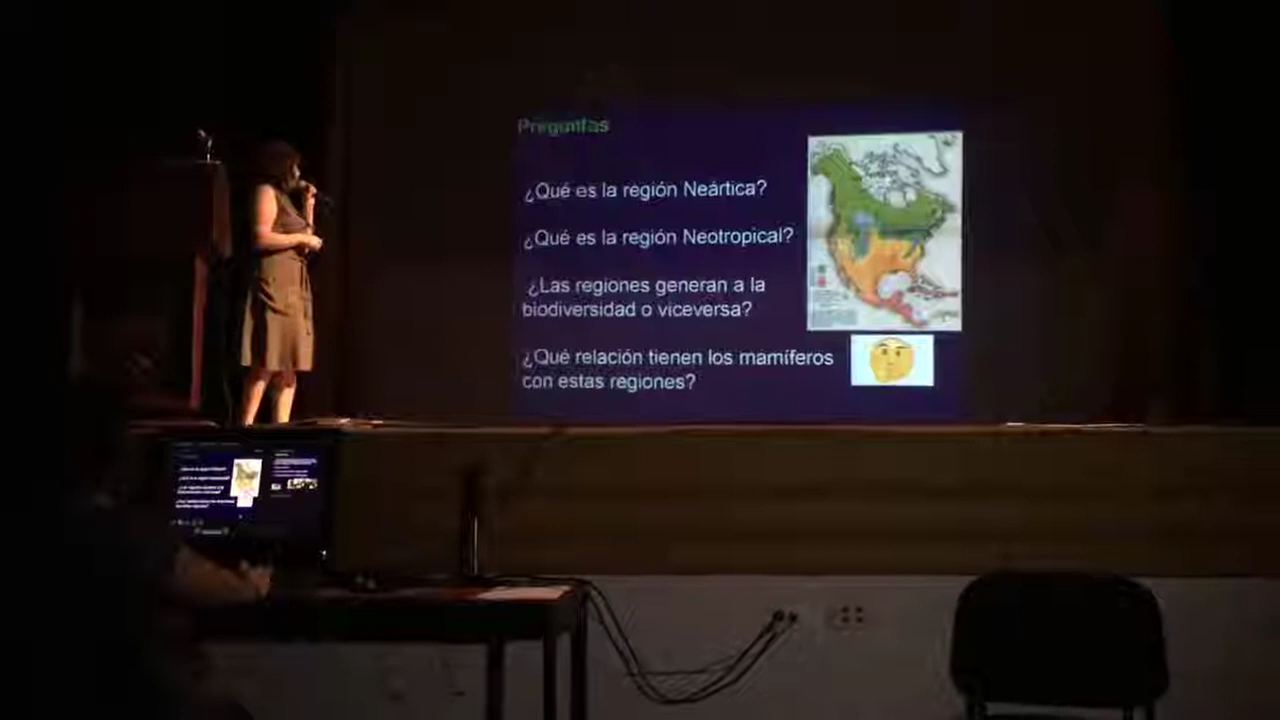 Preguntas
¿Qué es la región Neártica?
¿Qué es la región Neotropical?
¿Las regiones generan a la
biodiversidad o viceversa?
¿Qué relación tienen los mamíferos
con estas regiones?